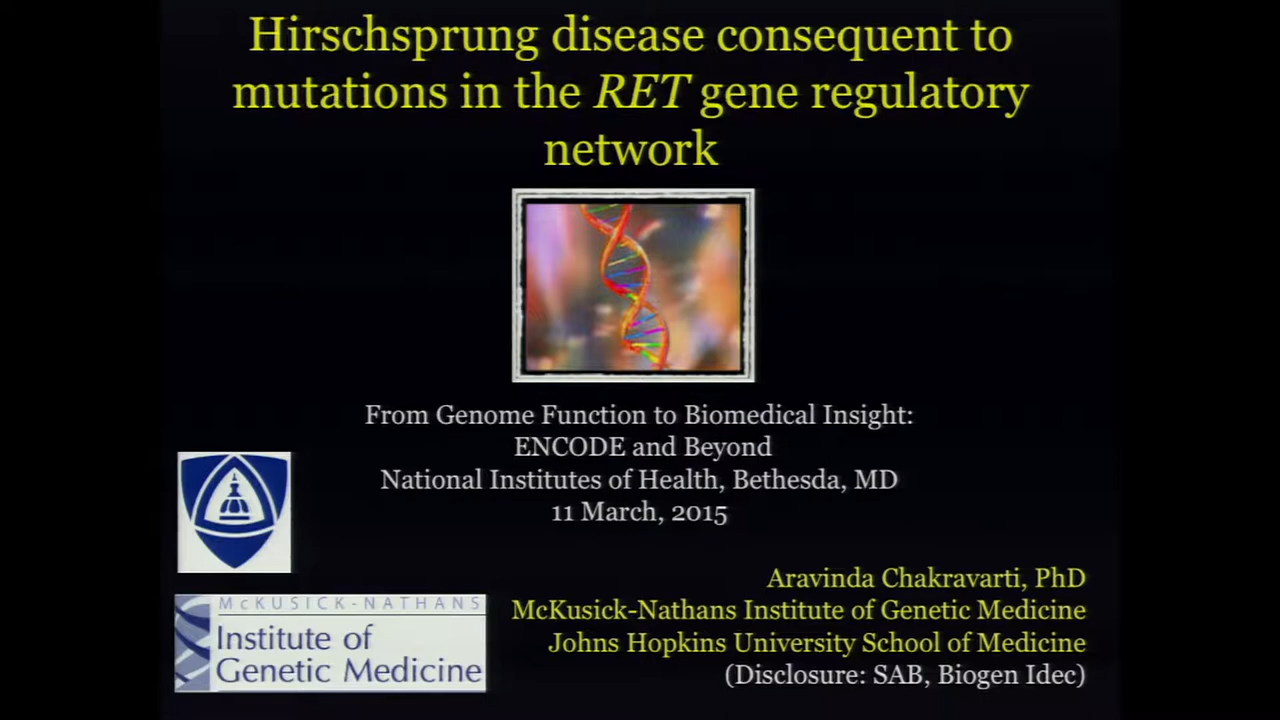 Hirschsprung disease consequent to
mutations in the RET gene regulatory
network
From Genome Function to Biomedical Insight:
ENCODE and Beyond
National Institutes of Health, Bethesda, MD
11 March, 2015
Aravinda Chakravarti, PhD
McKusick-Nathans Institute of Genetic Medicine
Johns Hopkins University School of Medicine
(Disclosure: SAB, Biogen Idec)
McKUSICK-NATHANS
Institute of
Genetic Medicine